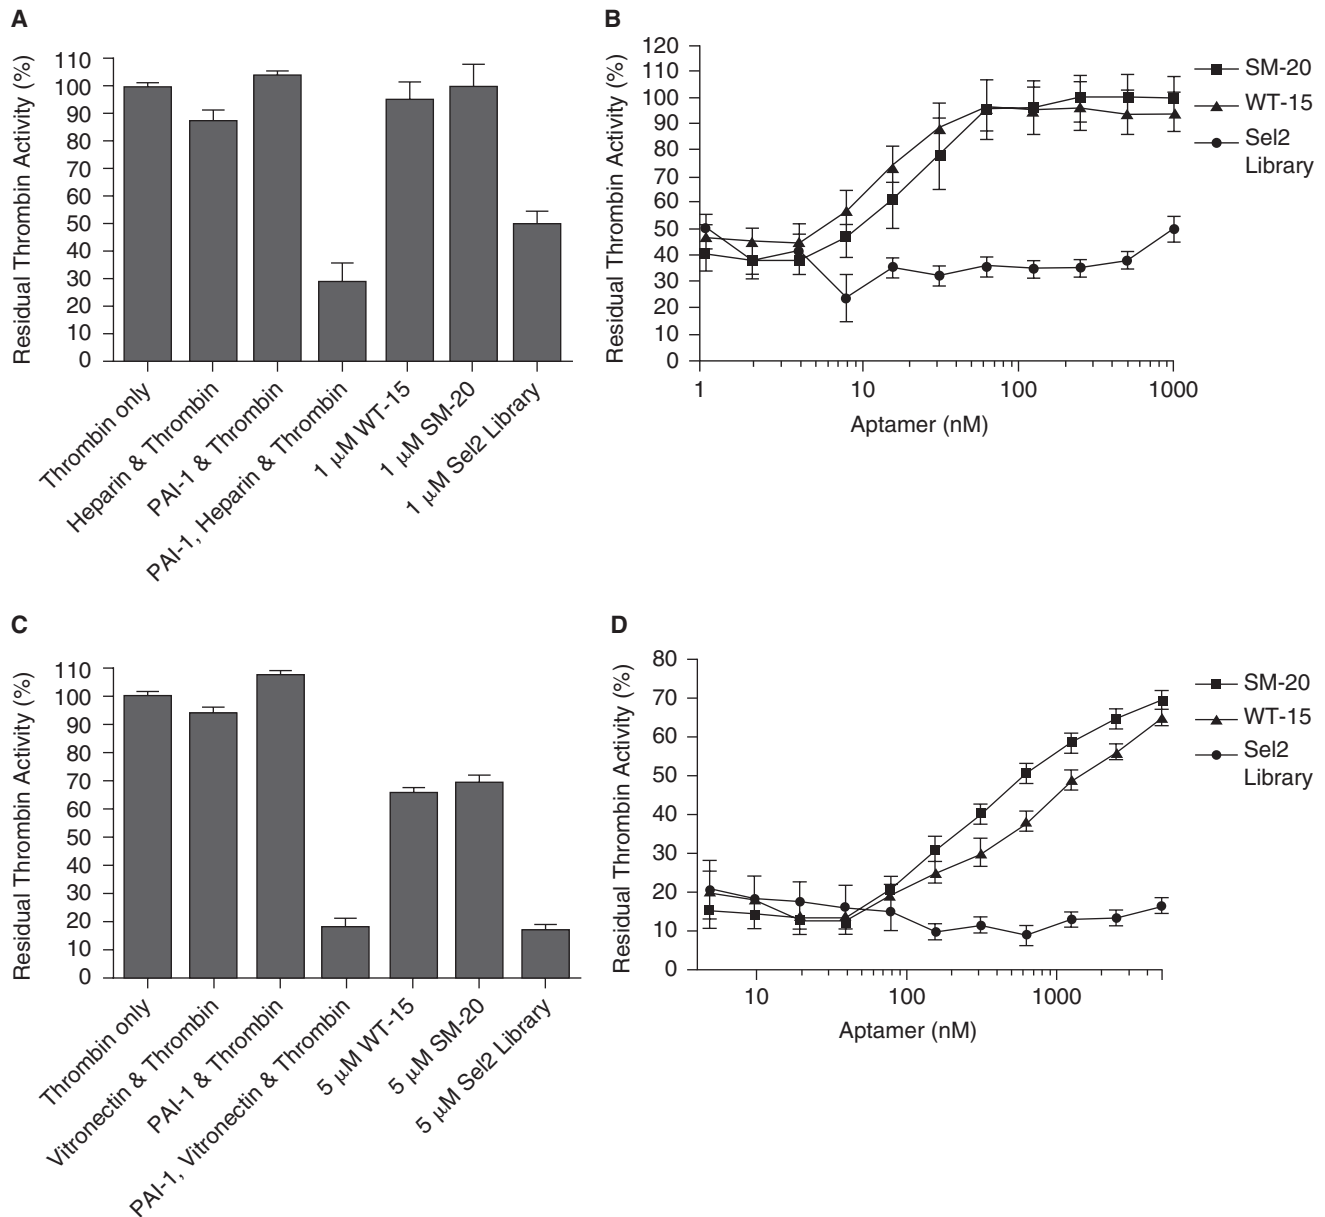 A
Residual Thrombin Activity (%)
110
100
90
80
70
60
50
40
30
20
10
0
Thrombin only
Heparin & Thrombin
PAI-1 & Thrombin
PAI-1, Heparin & Thrombin
1 μM WT-15
1 μM SM-20
1 μM Sel2 Library
B
Residual Thrombin Activity (%)
120
110
100
90
80
70
60
50
40
30
20
10
0
1
10
100
1000
Aptamer (nM)
SM-20
WT-15
Sel2
Library
C
Residual Thrombin Activity (%)
110
100
90
80
70
60
50
40
30
20
10
0
Thrombin only
Vitronectin & Thrombin
PAI-1 & Thrombin
PAI-1, Vitronectin & Thrombin
5 μM WT-15
5 μM SM-20
5 μM Sel2 Library
D
Residual Thrombin Activity (%)
80
70
60
50
40
30
20
10
0
10
100
1000
Aptamer (nM)
SM-20
WT-15
Sel2
Library